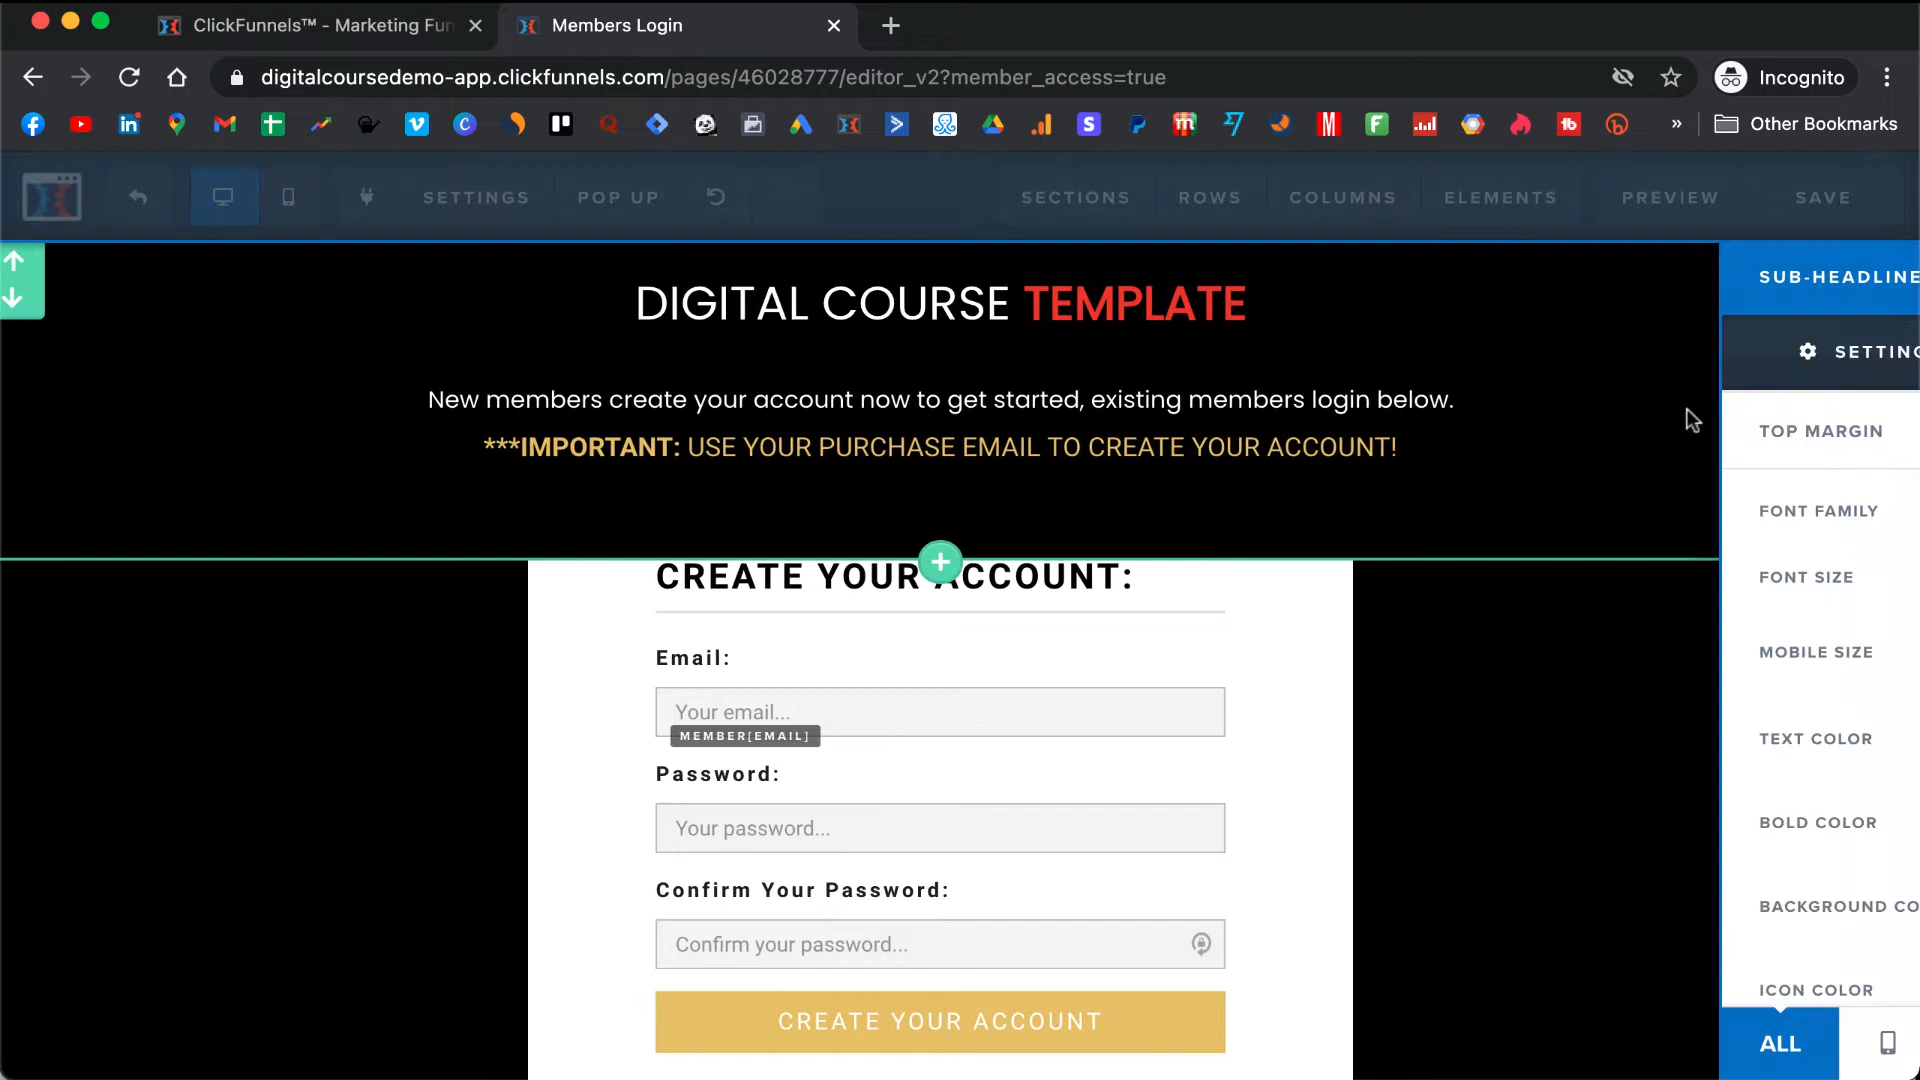 ClickFunnels™ - Marketing Fun
Members Login
digitalcoursedemo-app.clickfunnels.com/pages/46028777/editor_v2?member_access=true
Incognito
Other Bookmarks
SETTINGS
POP UP
SECTIONS
ROWS
COLUMNS
ELEMENTS
PREVIEW
SAVE
DIGITAL COURSE TEMPLATE
New members create your account now to get started, existing members login below.
***IMPORTANT: USE YOUR PURCHASE EMAIL TO CREATE YOUR ACCOUNT!
CREATE YOUR ACCOUNT:
Email:
Your email...
MEMBER[EMAIL]
Password:
Your password...
Confirm Your Password:
Confirm your password...
CREATE YOUR ACCOUNT
SUB-HEADLINE
SETTING
TOP MARGIN
FONT FAMILY
FONT SIZE
MOBILE SIZE
TEXT COLOR
BOLD COLOR
BACKGROUND CO
ICON COLOR
ALL